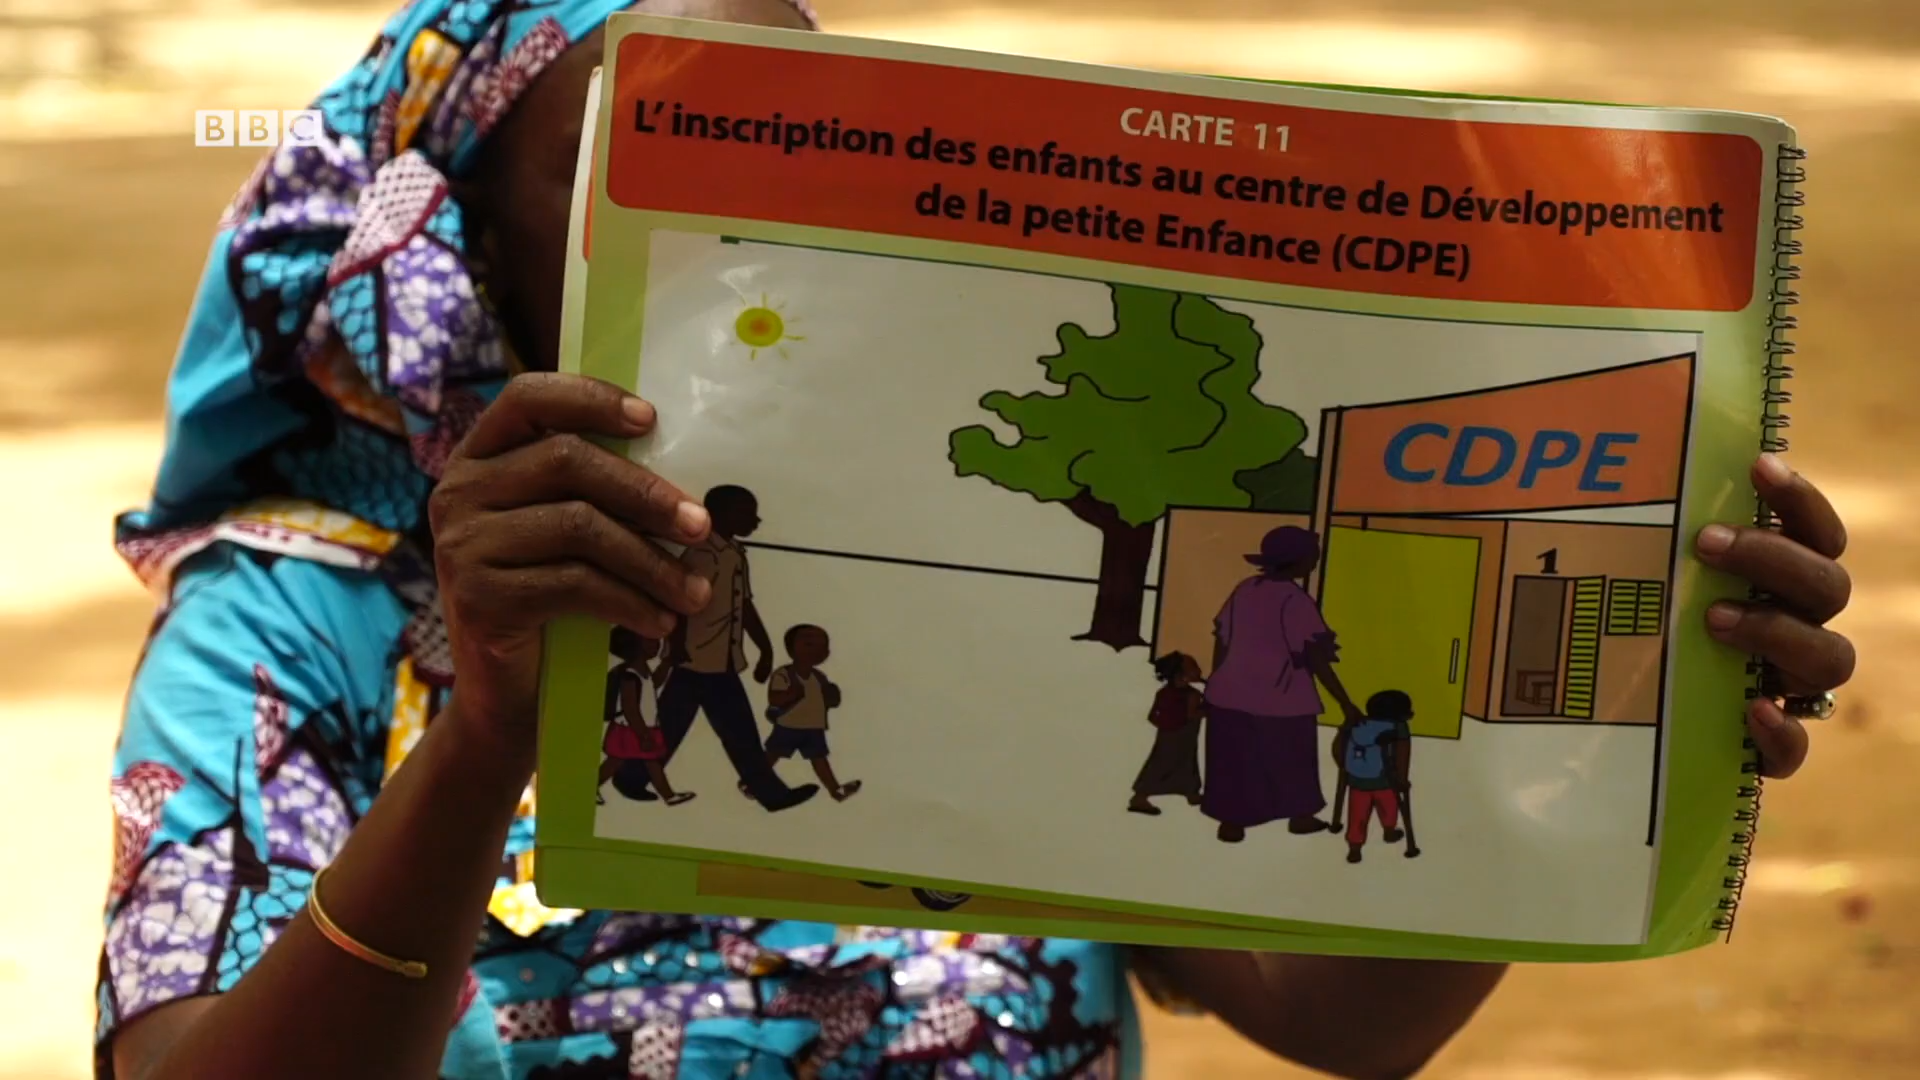 BBC
CARTE 11
L'inscription des enfants au centre de Développement
de la petite Enfance (CDPE)
CDPE
1